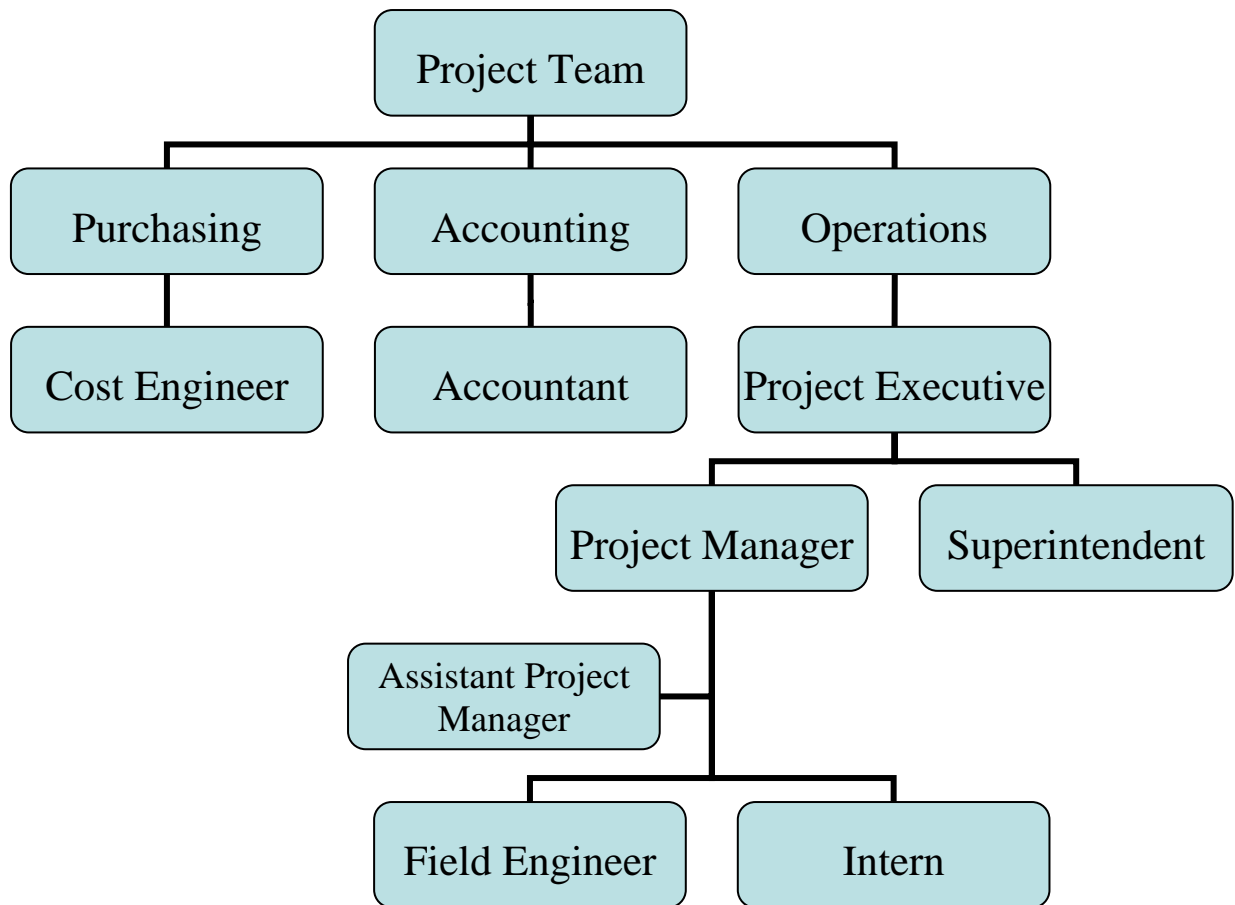 Project Team
Purchasing
Accounting
Operations
Cost Engineer
Accountant
Project Executive
Project Manager
Superintendent
Assistant Project
Manager
Field Engineer
Intern